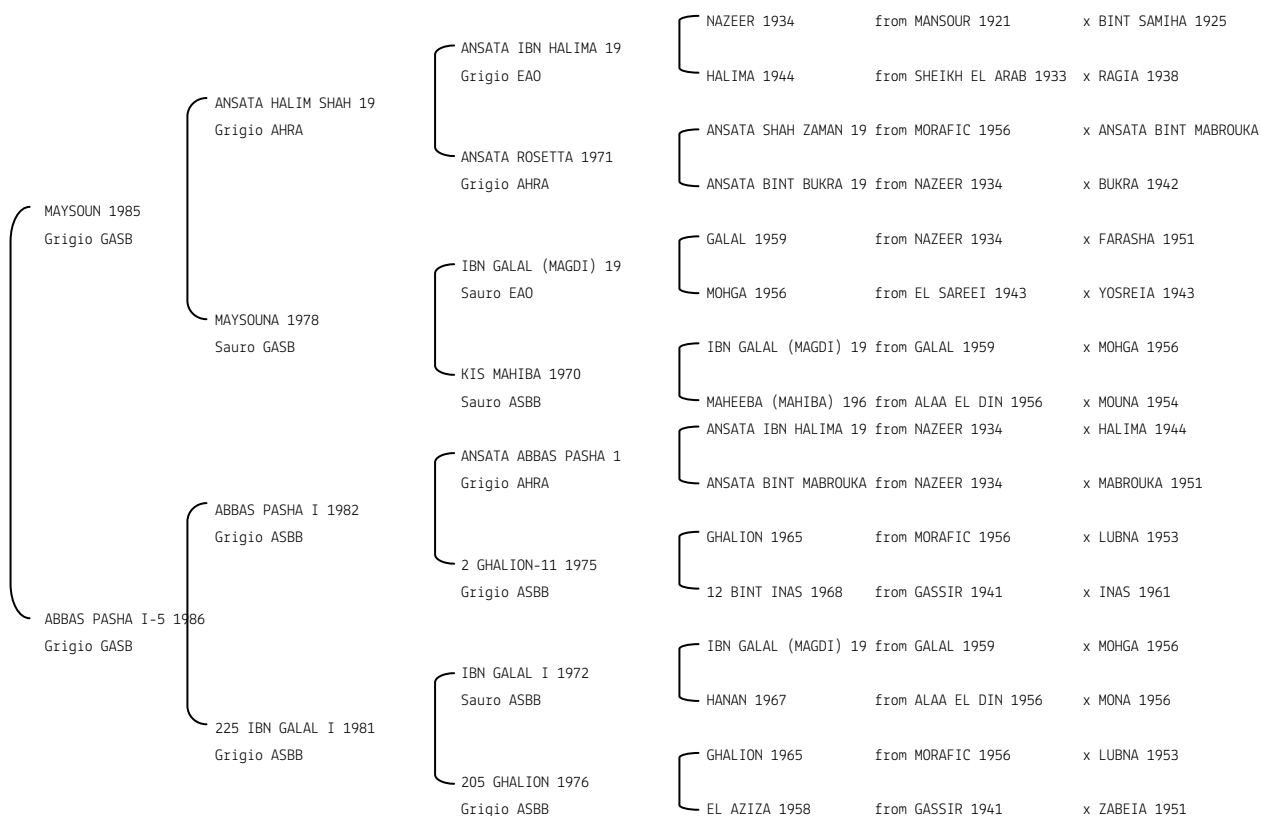 NAZEER 1934 from MANSOUR 1921 x BINT SAMIHA 1925
ANSATA IBN HALIMA 19
Grigio EAO
HALIMA 1944 from SHEIKH EL ARAB 1933 x RAGIA 1938
ANSATA HALIM SHAH 19
Grigio AHRA
ANSATA SHAH ZAMAN 19 from MORAFIC 1956 x ANSATA BINT MABROUKA
ANSATA ROSETTA 1971
Grigio AHRA
ANSATA BINT BUKRA 19 from NAZEER 1934 x BUKRA 1942
MAYSOUN 1985
Grigio GASB
GALAL 1959 from NAZEER 1934 x FARASHA 1951
IBN GALAL (MAGDI) 19
Sauro EAO
MOHGA 1956 from EL SAREEI 1943 x YOSREIA 1943
MAYSOUNA 1978
Sauro GASB
IBN GALAL (MAGDI) 19 from GALAL 1959 x MOHGA 1956
KIS MAHIBA 1970
Sauro ASBB
MAHEEBA (MAHIBA) 196 from ALAA EL DIN 1956 x MOUNA 1954
ANSATA IBN HALIMA 19 from NAZEER 1934 x HALIMA 1944
ANSATA ABBAS PASHA 1
Grigio AHRA
ANSATA BINT MABROUKA from NAZEER 1934 x MABROUKA 1951
ABBAS PASHA I 1982
Grigio ASBB
GHALION 1965 from MORAFIC 1956 x LUBNA 1953
2 GHALION-11 1975
Grigio ASBB
12 BINT INAS 1968 from GASSIR 1941 x INAS 1961
ABBAS PASHA I-5 1986
Grigio GASB
IBN GALAL (MAGDI) 19 from GALAL 1959 x MOHGA 1956
IBN GALAL I 1972
Sauro ASBB
HANAN 1967 from ALAA EL DIN 1956 x MONA 1956
225 IBN GALAL I 1981
Grigio ASBB
GHALION 1965 from MORAFIC 1956 x LUBNA 1953
205 GHALION 1976
Grigio ASBB
EL AZIZA 1958 from GASSIR 1941 x ZABEIA 1951